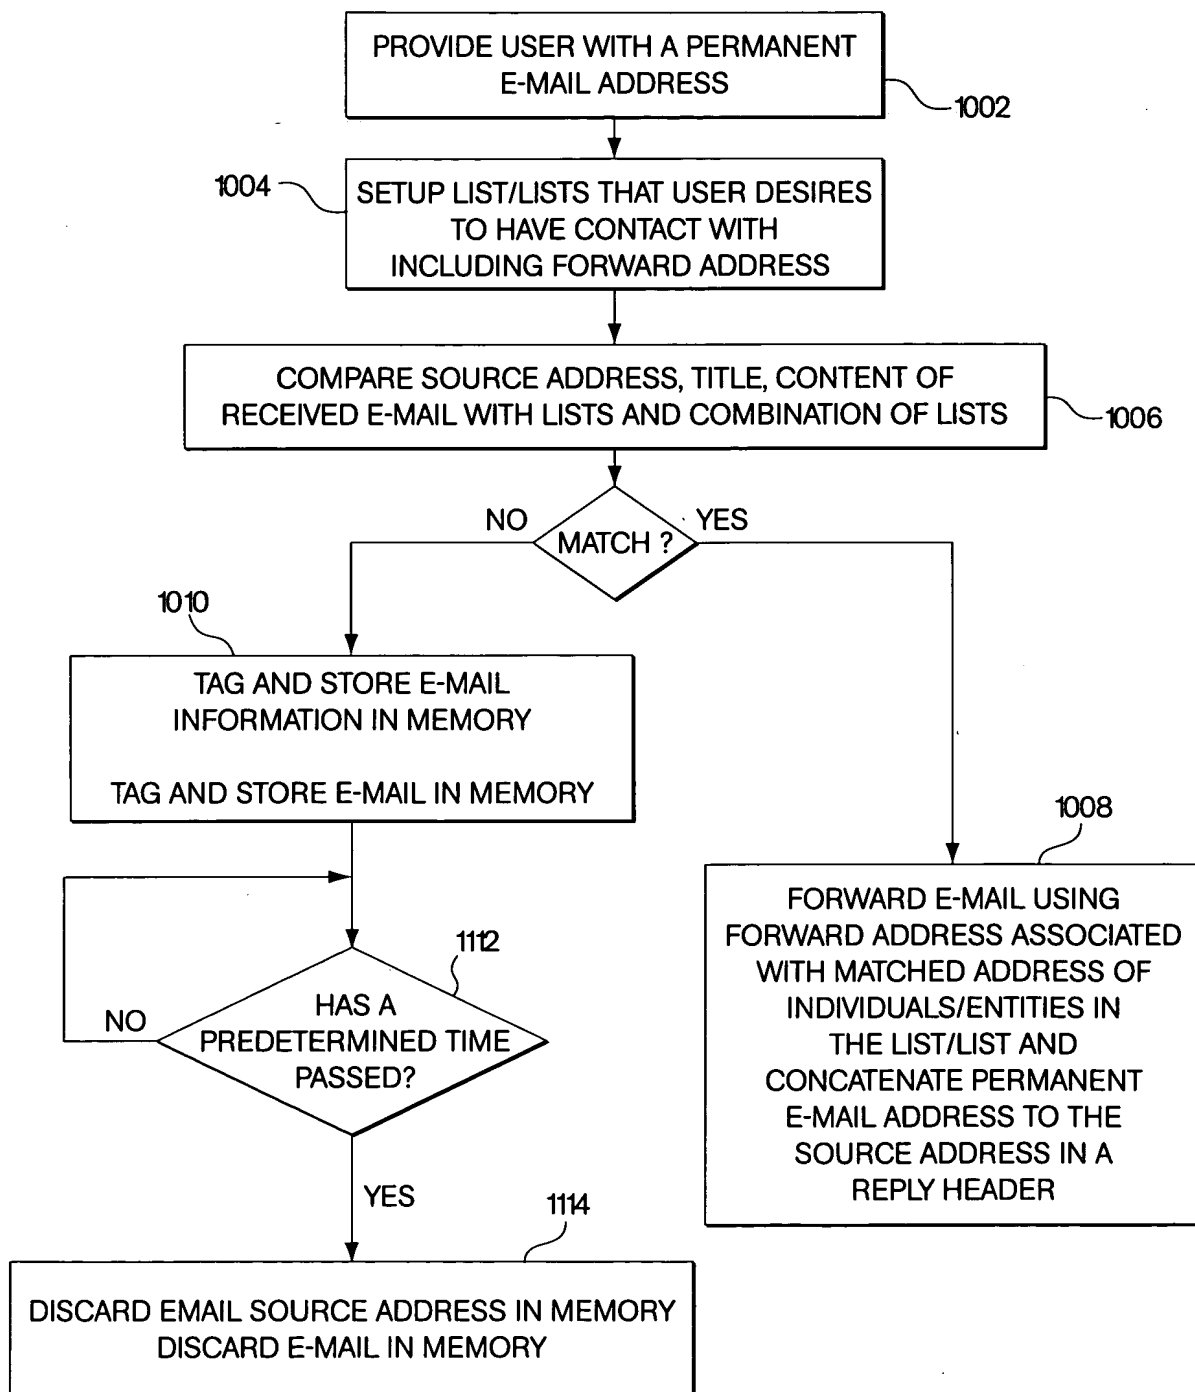 PROVIDE USER WITH A PERMANENT
E-MAIL ADDRESS
1002
1004
SETUP LIST/LISTS THAT USER DESIRES
TO HAVE CONTACT WITH
INCLUDING FORWARD ADDRESS
COMPARE SOURCE ADDRESS, TITLE, CONTENT OF
RECEIVED E-MAIL WITH LISTS AND COMBINATION OF LISTS
1006
NO
MATCH ?
YES
1010
TAG AND STORE E-MAIL
INFORMATION IN MEMORY
TAG AND STORE E-MAIL IN MEMORY
1008
FORWARD E-MAIL USING
FORWARD ADDRESS ASSOCIATED
WITH MATCHED ADDRESS OF
INDIVIDUALS/ENTITIES IN
THE LIST/LIST AND
CONCATENATE PERMANENT
E-MAIL ADDRESS TO THE
SOURCE ADDRESS IN A
REPLY HEADER
1112
HAS A
PREDETERMINED TIME
PASSED?
NO
YES
1114
DISCARD EMAIL SOURCE ADDRESS IN MEMORY
DISCARD E-MAIL IN MEMORY